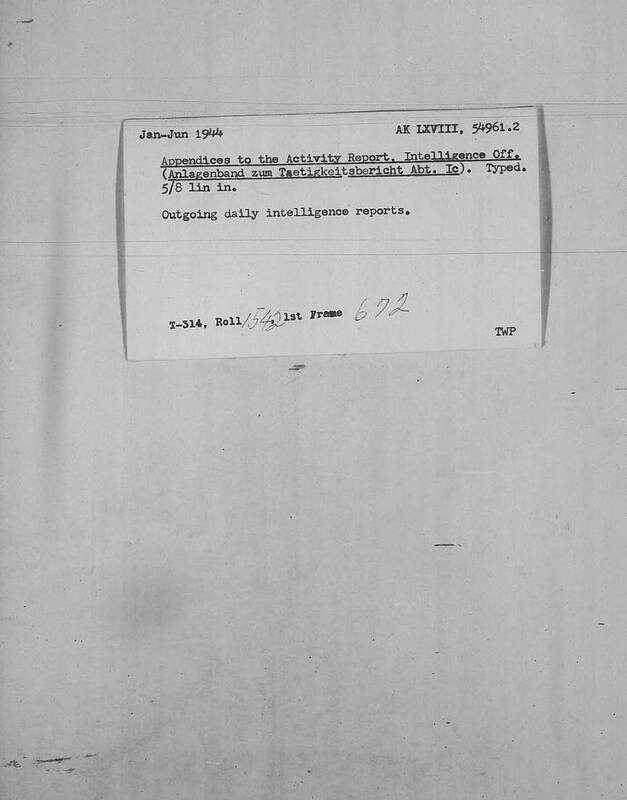 Jan-Jun 1944 AK LXVIII, 54961.2
Appendices to the Activity Report. Intelligence Off.
(Anlagenband zum Taetigkeitsbericht Abt. Ic). Typed.
5/8 lin in.
Outgoing daily intelligence reports.
T-314, Roll 1542 1st Frame 672
TWP